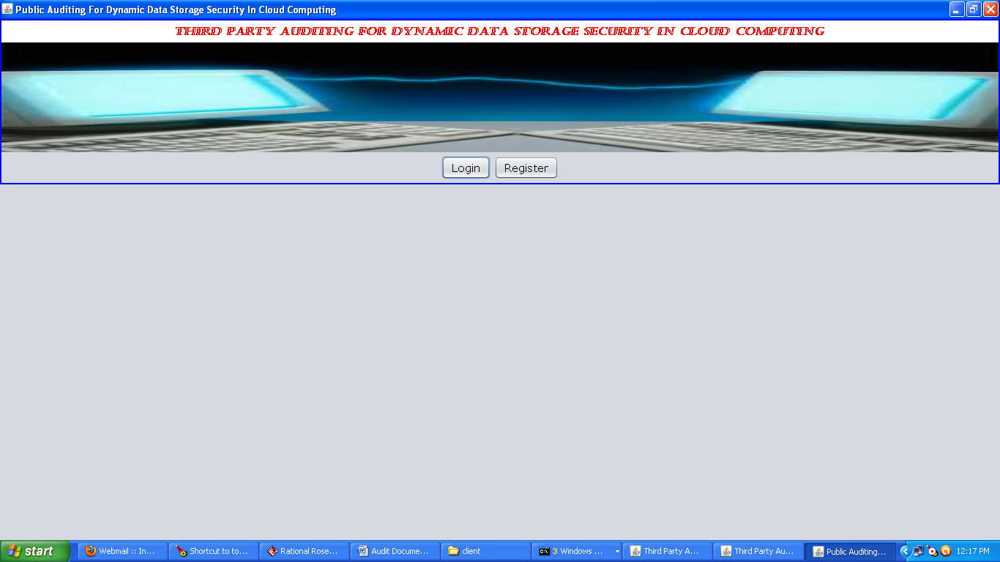 Public Auditing For Dynamic Data Storage Security In Cloud Computing
THIRD PARTY AUDITING FOR DYNAMIC DATA STORAGE SECURITY IN CLOUD COMPUTING
Login Register
start Webmail :: In... Shortcut to to... Rational Rose... Audit Docume... client 3 Windows ... Third Party A... Third Party Au... Public Auditing... 12:17 PM